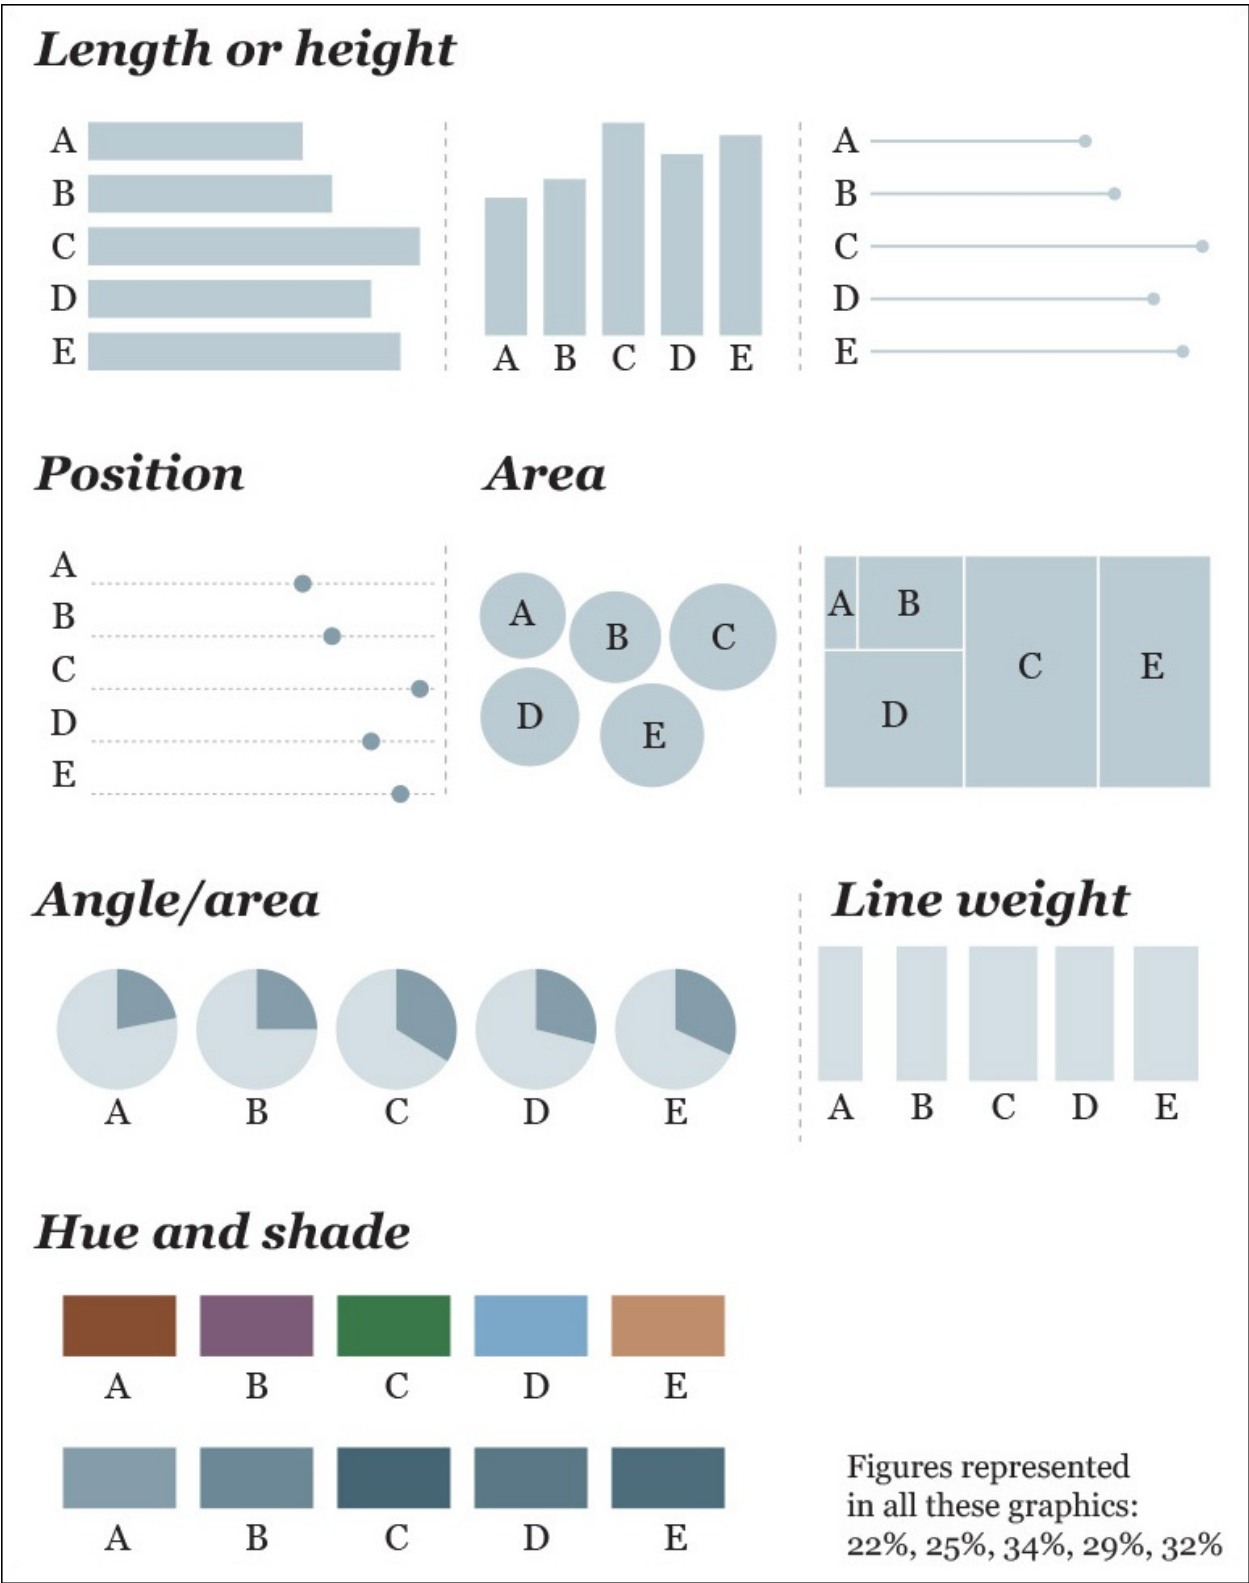 Length or height
A
B
C
D
E
A B C D E
A
B
C
D
E
Position
A
B
C
D
E
Area
A B C
D E
A B
C E
D
Angle/area
A B C D E
Line weight
A B C D E
Hue and shade
A B C D E
A B C D E
Figures represented
in all these graphics:
22%, 25%, 34%, 29%, 32%